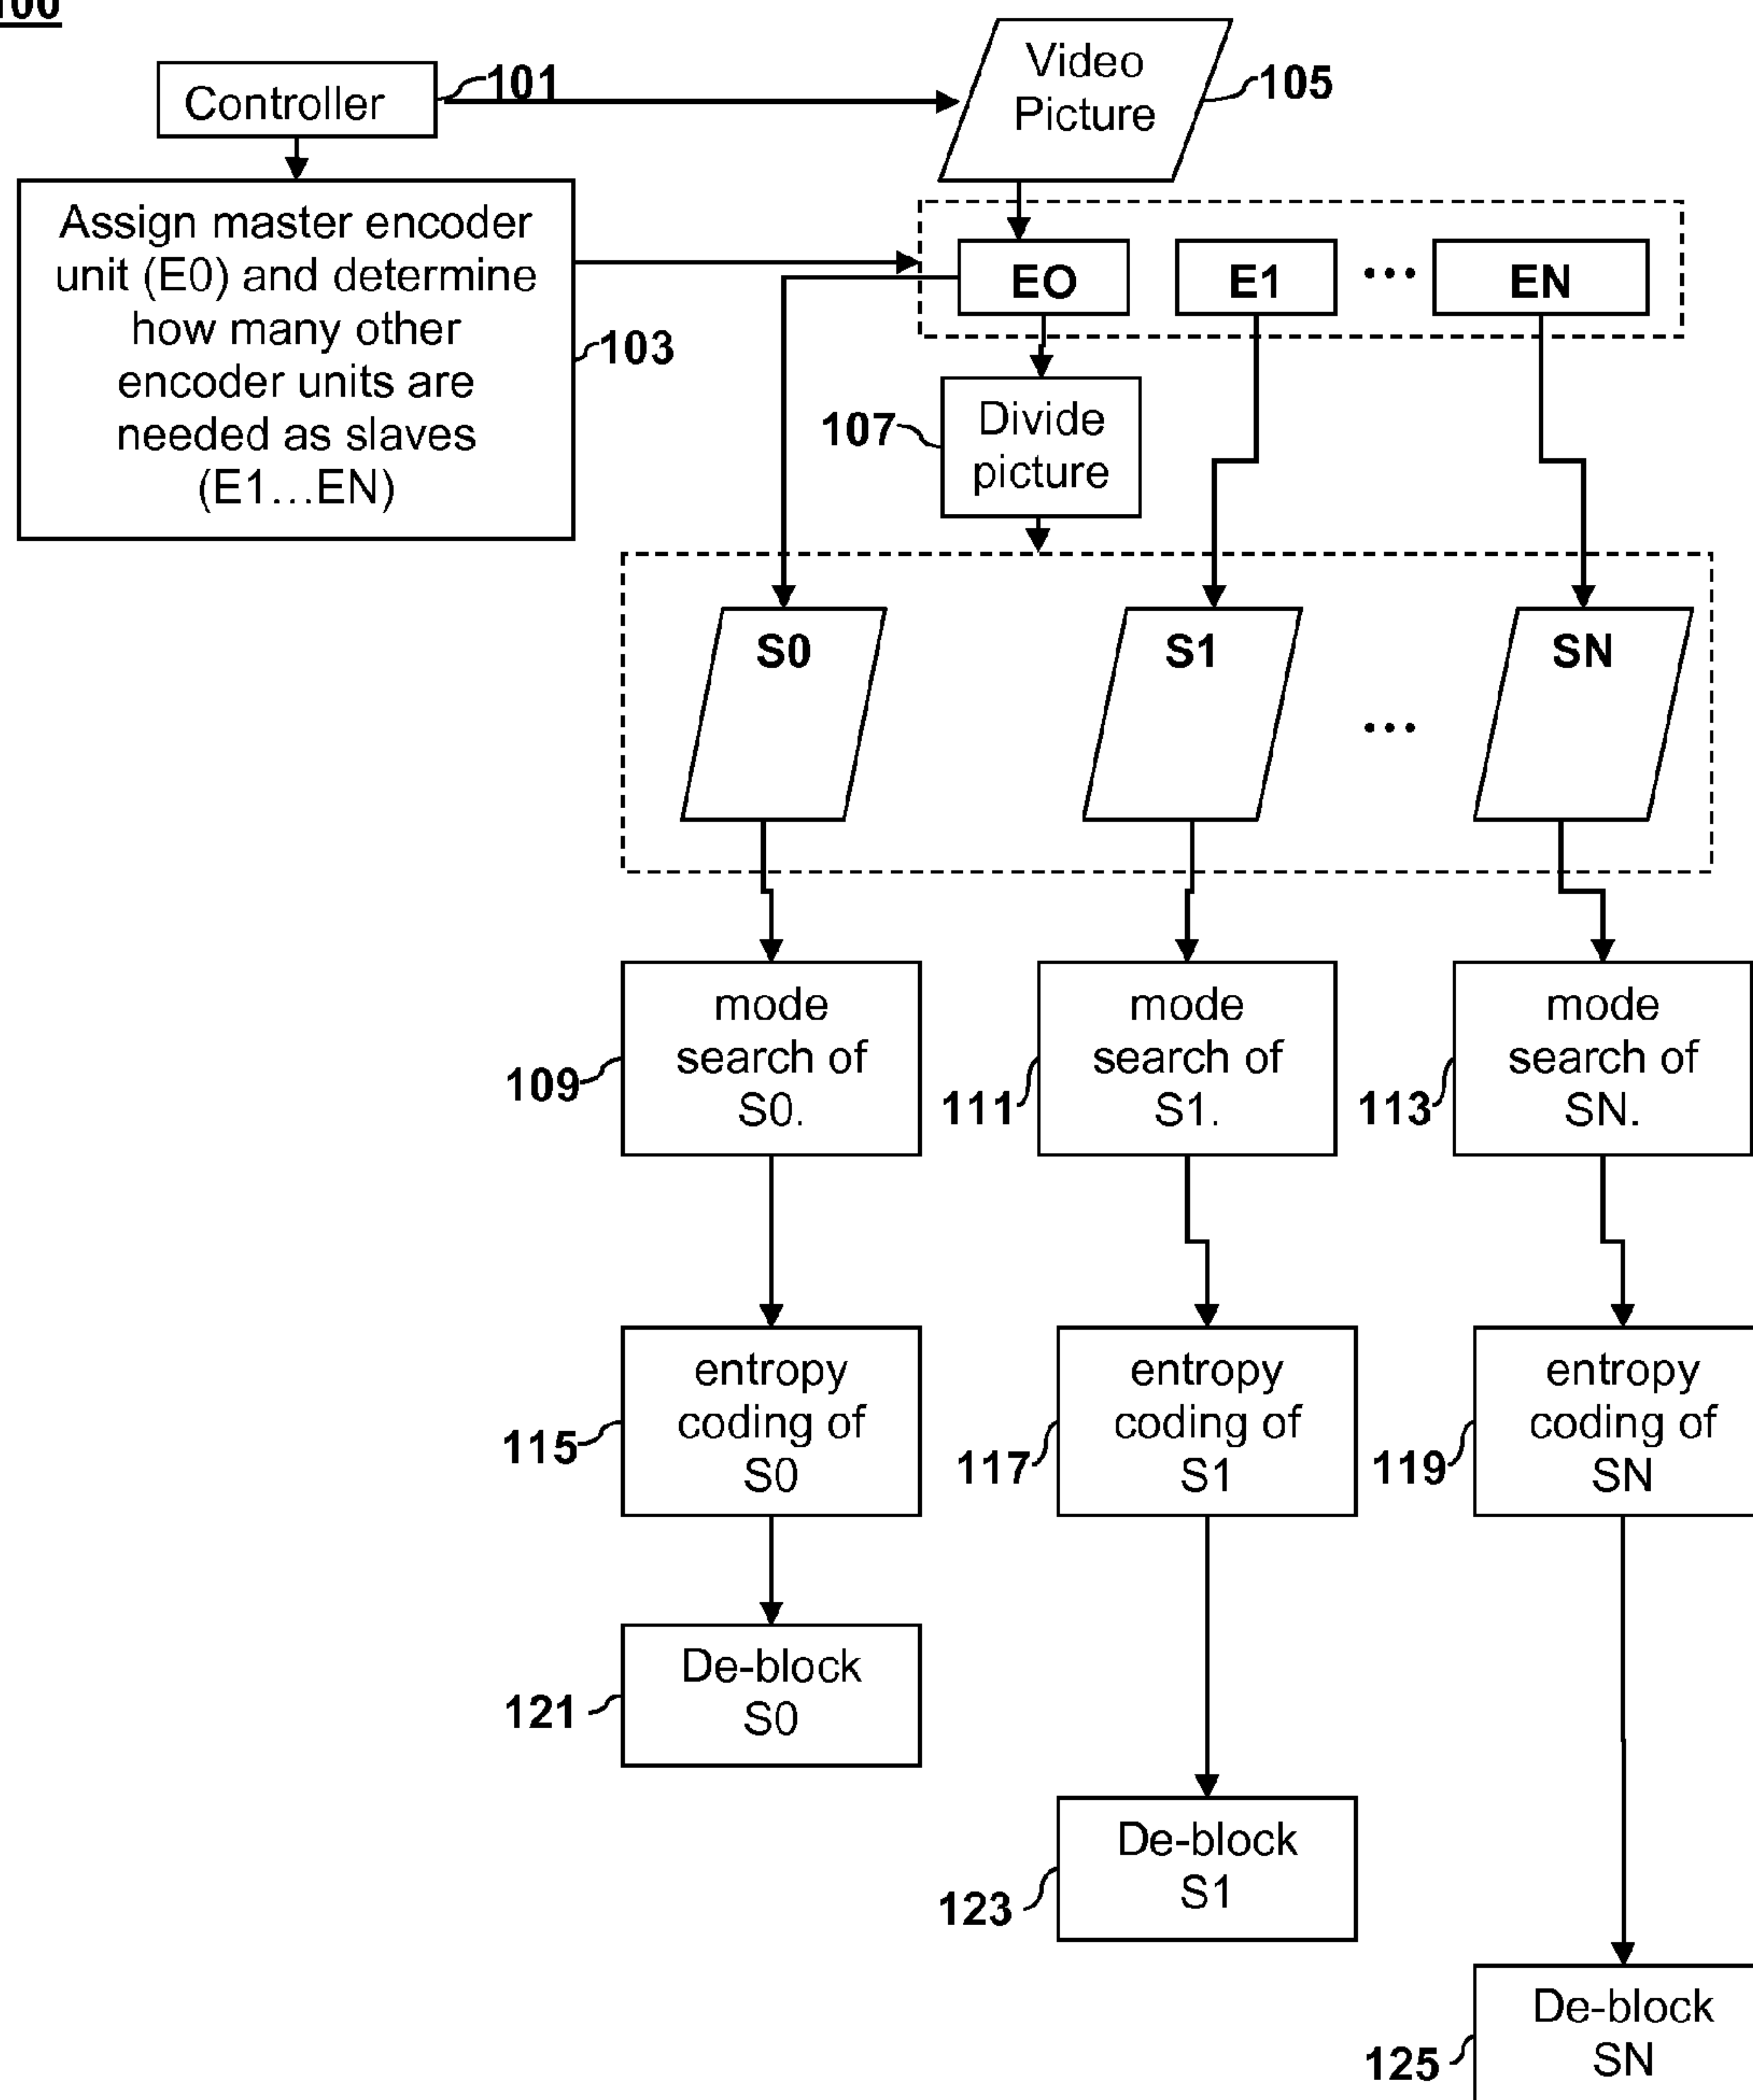 100
Controller
101
Video
Picture
105
Assign master encoder
unit (E0) and determine
how many other
encoder units are
needed as slaves
(E1...EN)
103
EO
E1
...
EN
107
Divide
picture
S0
S1
...
SN
109
mode
search of
S0.
111
mode
search of
S1.
113
mode
search of
SN.
115
entropy
coding of
S0
117
entropy
coding of
S1
119
entropy
coding of
SN
121
De-block
S0
123
De-block
S1
125
De-block
SN